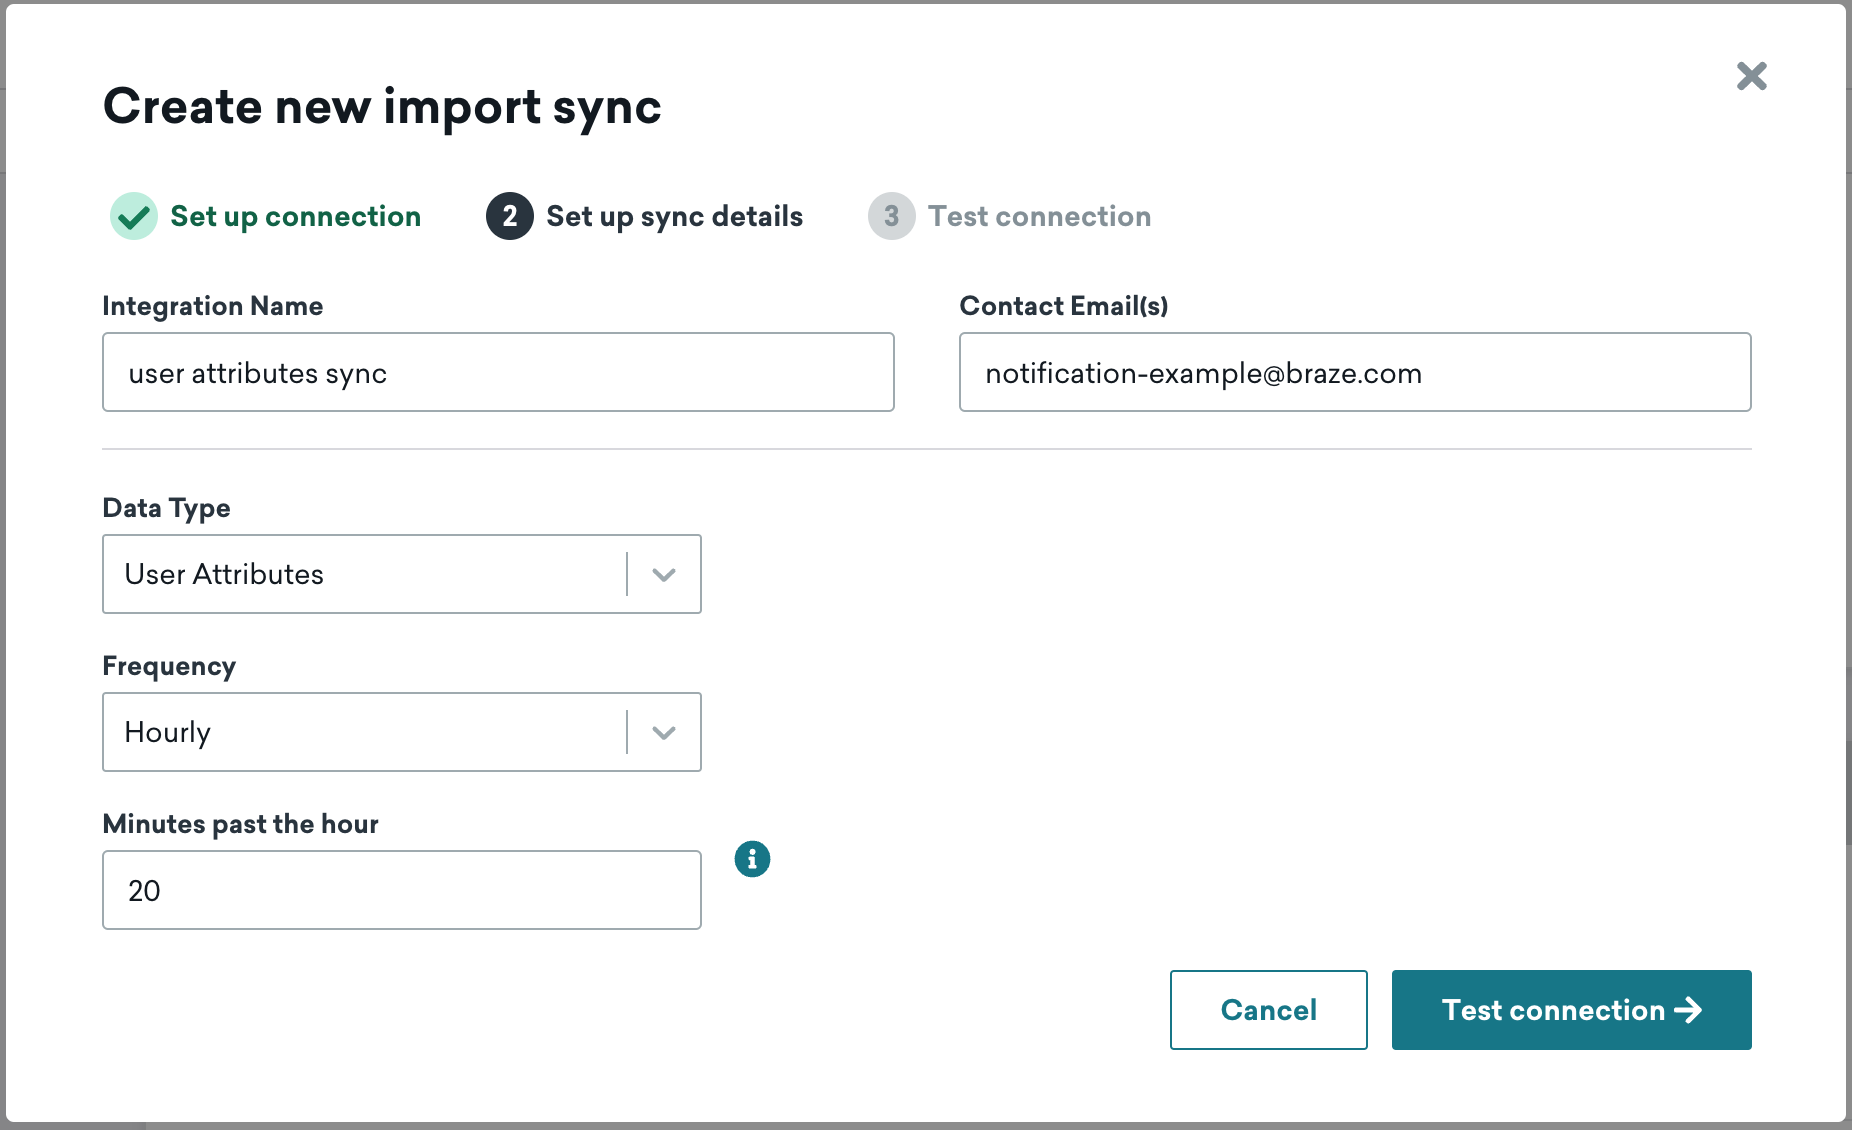 Create new import sync
Set up connection
2 Set up sync details
3 Test connection
Integration Name
user attributes sync
Contact Email(s)
notification-example@braze.com
Data Type
User Attributes
Frequency
Hourly
Minutes past the hour
20
Cancel
Test connection